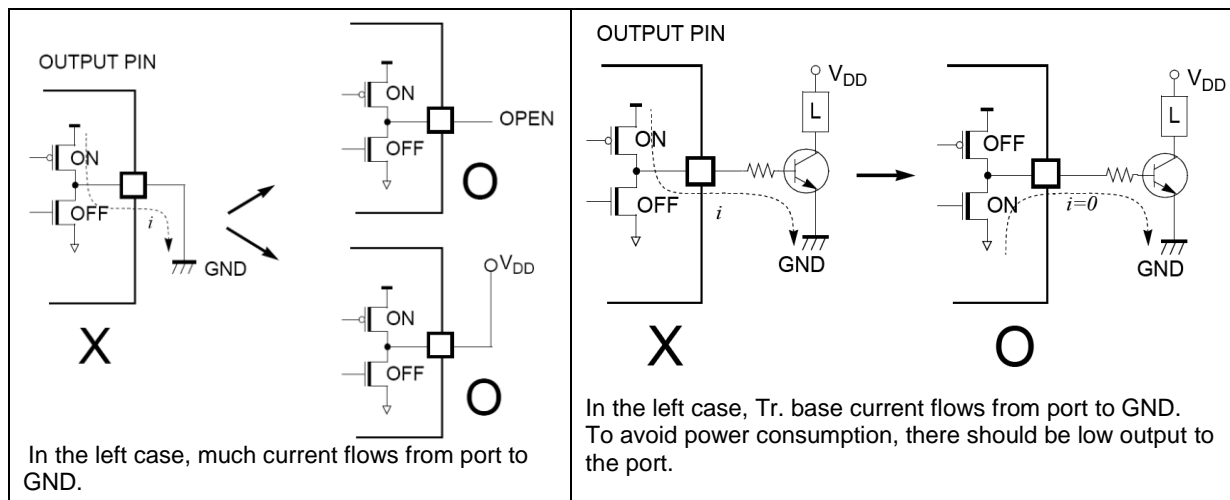 OUTPUT PIN
ON
OFF
i
GND
X
ON
OFF
OPEN
O
VDD
ON
OFF
O
In the left case, much current flows from port to
GND.
OUTPUT PIN
ON
OFF
i
VDD
L
GND
X
OFF
ON
i=0
VDD
L
GND
O
In the left case, Tr. base current flows from port to GND.
To avoid power consumption, there should be low output to
the port.